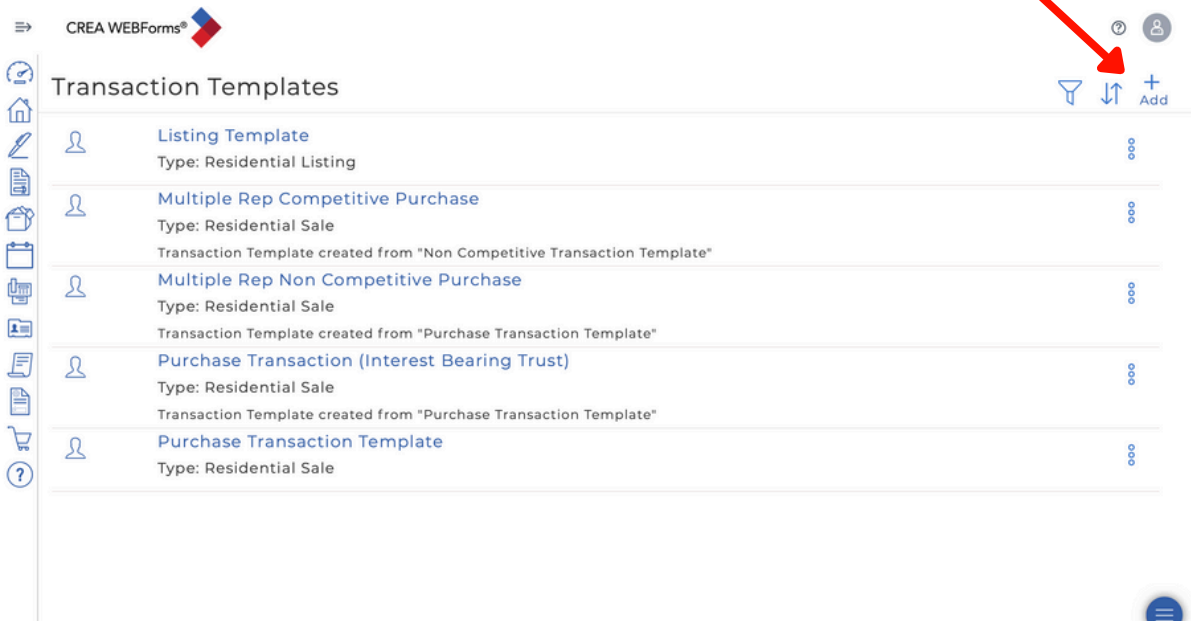 CREA WEBForms®
?
Transaction Templates
+
Add
Listing Template
Type: Residential Listing
Multiple Rep Competitive Purchase
Type: Residential Sale
Transaction Template created from "Non Competitive Transaction Template"
Multiple Rep Non Competitive Purchase
Type: Residential Sale
Transaction Template created from "Purchase Transaction Template"
Purchase Transaction (Interest Bearing Trust)
Type: Residential Sale
Transaction Template created from "Purchase Transaction Template"
Purchase Transaction Template
Type: Residential Sale
?